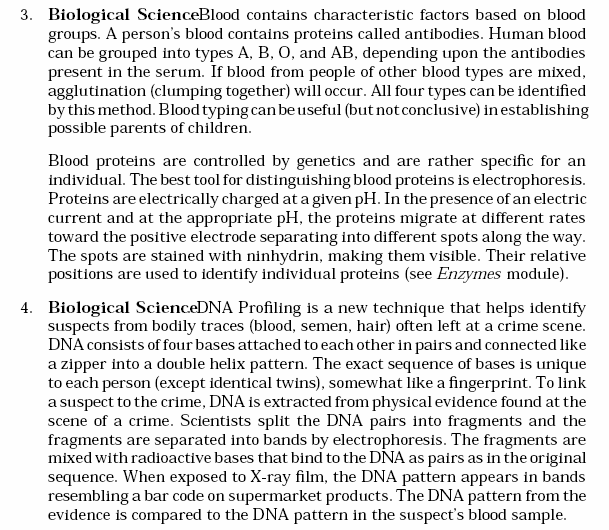 3. Biological Science.Blood contains characteristic factors based on blood
groups. A person's blood contains proteins called antibodies. Human blood
can be grouped into types A, B, O, and AB, depending upon the antibodies
present in the serum. If blood from people of other blood types are mixed,
agglutination (clumping together) will occur. All four types can be identified
by this method. Blood typing can be useful (but not conclusive) in establishing
possible parents of children.
Blood proteins are controlled by genetics and are rather specific for an
individual. The best tool for distinguishing blood proteins is electrophoresis.
Proteins are electrically charged at a given pH. In the presence of an electric
current and at the appropriate pH, the proteins migrate at different rates
toward the positive electrode separating into different spots along the way.
The spots are stained with ninhydrin, making them visible. Their relative
positions are used to identify individual proteins (see Enzymes module).
4. Biological Science.DNA Profiling is a new technique that helps identify
suspects from bodily traces (blood, semen, hair) often left at a crime scene.
DNA consists of four bases attached to each other in pairs and connected like
a zipper into a double helix pattern. The exact sequence of bases is unique
to each person (except identical twins), somewhat like a fingerprint. To link
a suspect to the crime, DNA is extracted from physical evidence found at the
scene of a crime. Scientists split the DNA pairs into fragments and the
fragments are separated into bands by electrophoresis. The fragments are
mixed with radioactive bases that bind to the DNA as pairs as in the original
sequence. When exposed to X-ray film, the DNA pattern appears in bands
resembling a bar code on supermarket products. The DNA pattern from the
evidence is compared to the DNA pattern in the suspect's blood sample.